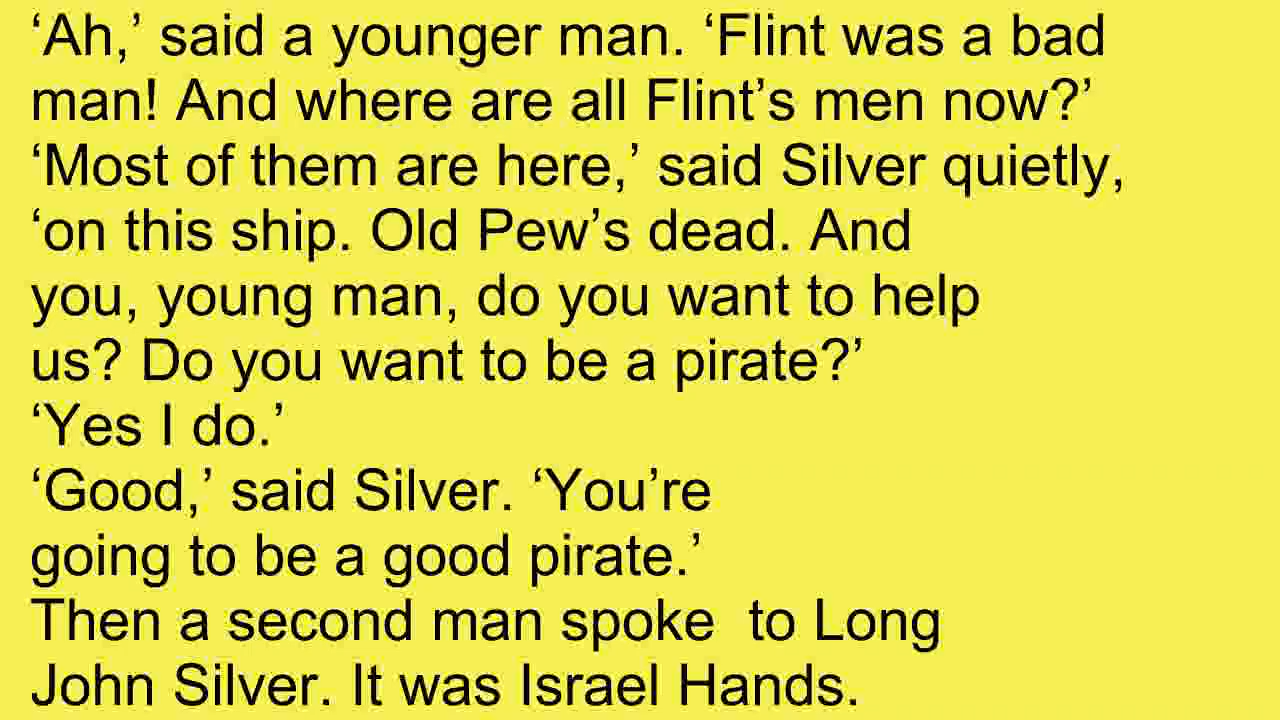 ‘Ah,’ said a younger man. ‘Flint was a bad
man! And where are all Flint’s men now?’
‘Most of them are here,’ said Silver quietly,
‘on this ship. Old Pew’s dead. And
you, young man, do you want to help
us? Do you want to be a pirate?’
‘Yes I do.’
‘Good,’ said Silver. ‘You’re
going to be a good pirate.’
Then a second man spoke  to Long
John Silver. It was Israel Hands.